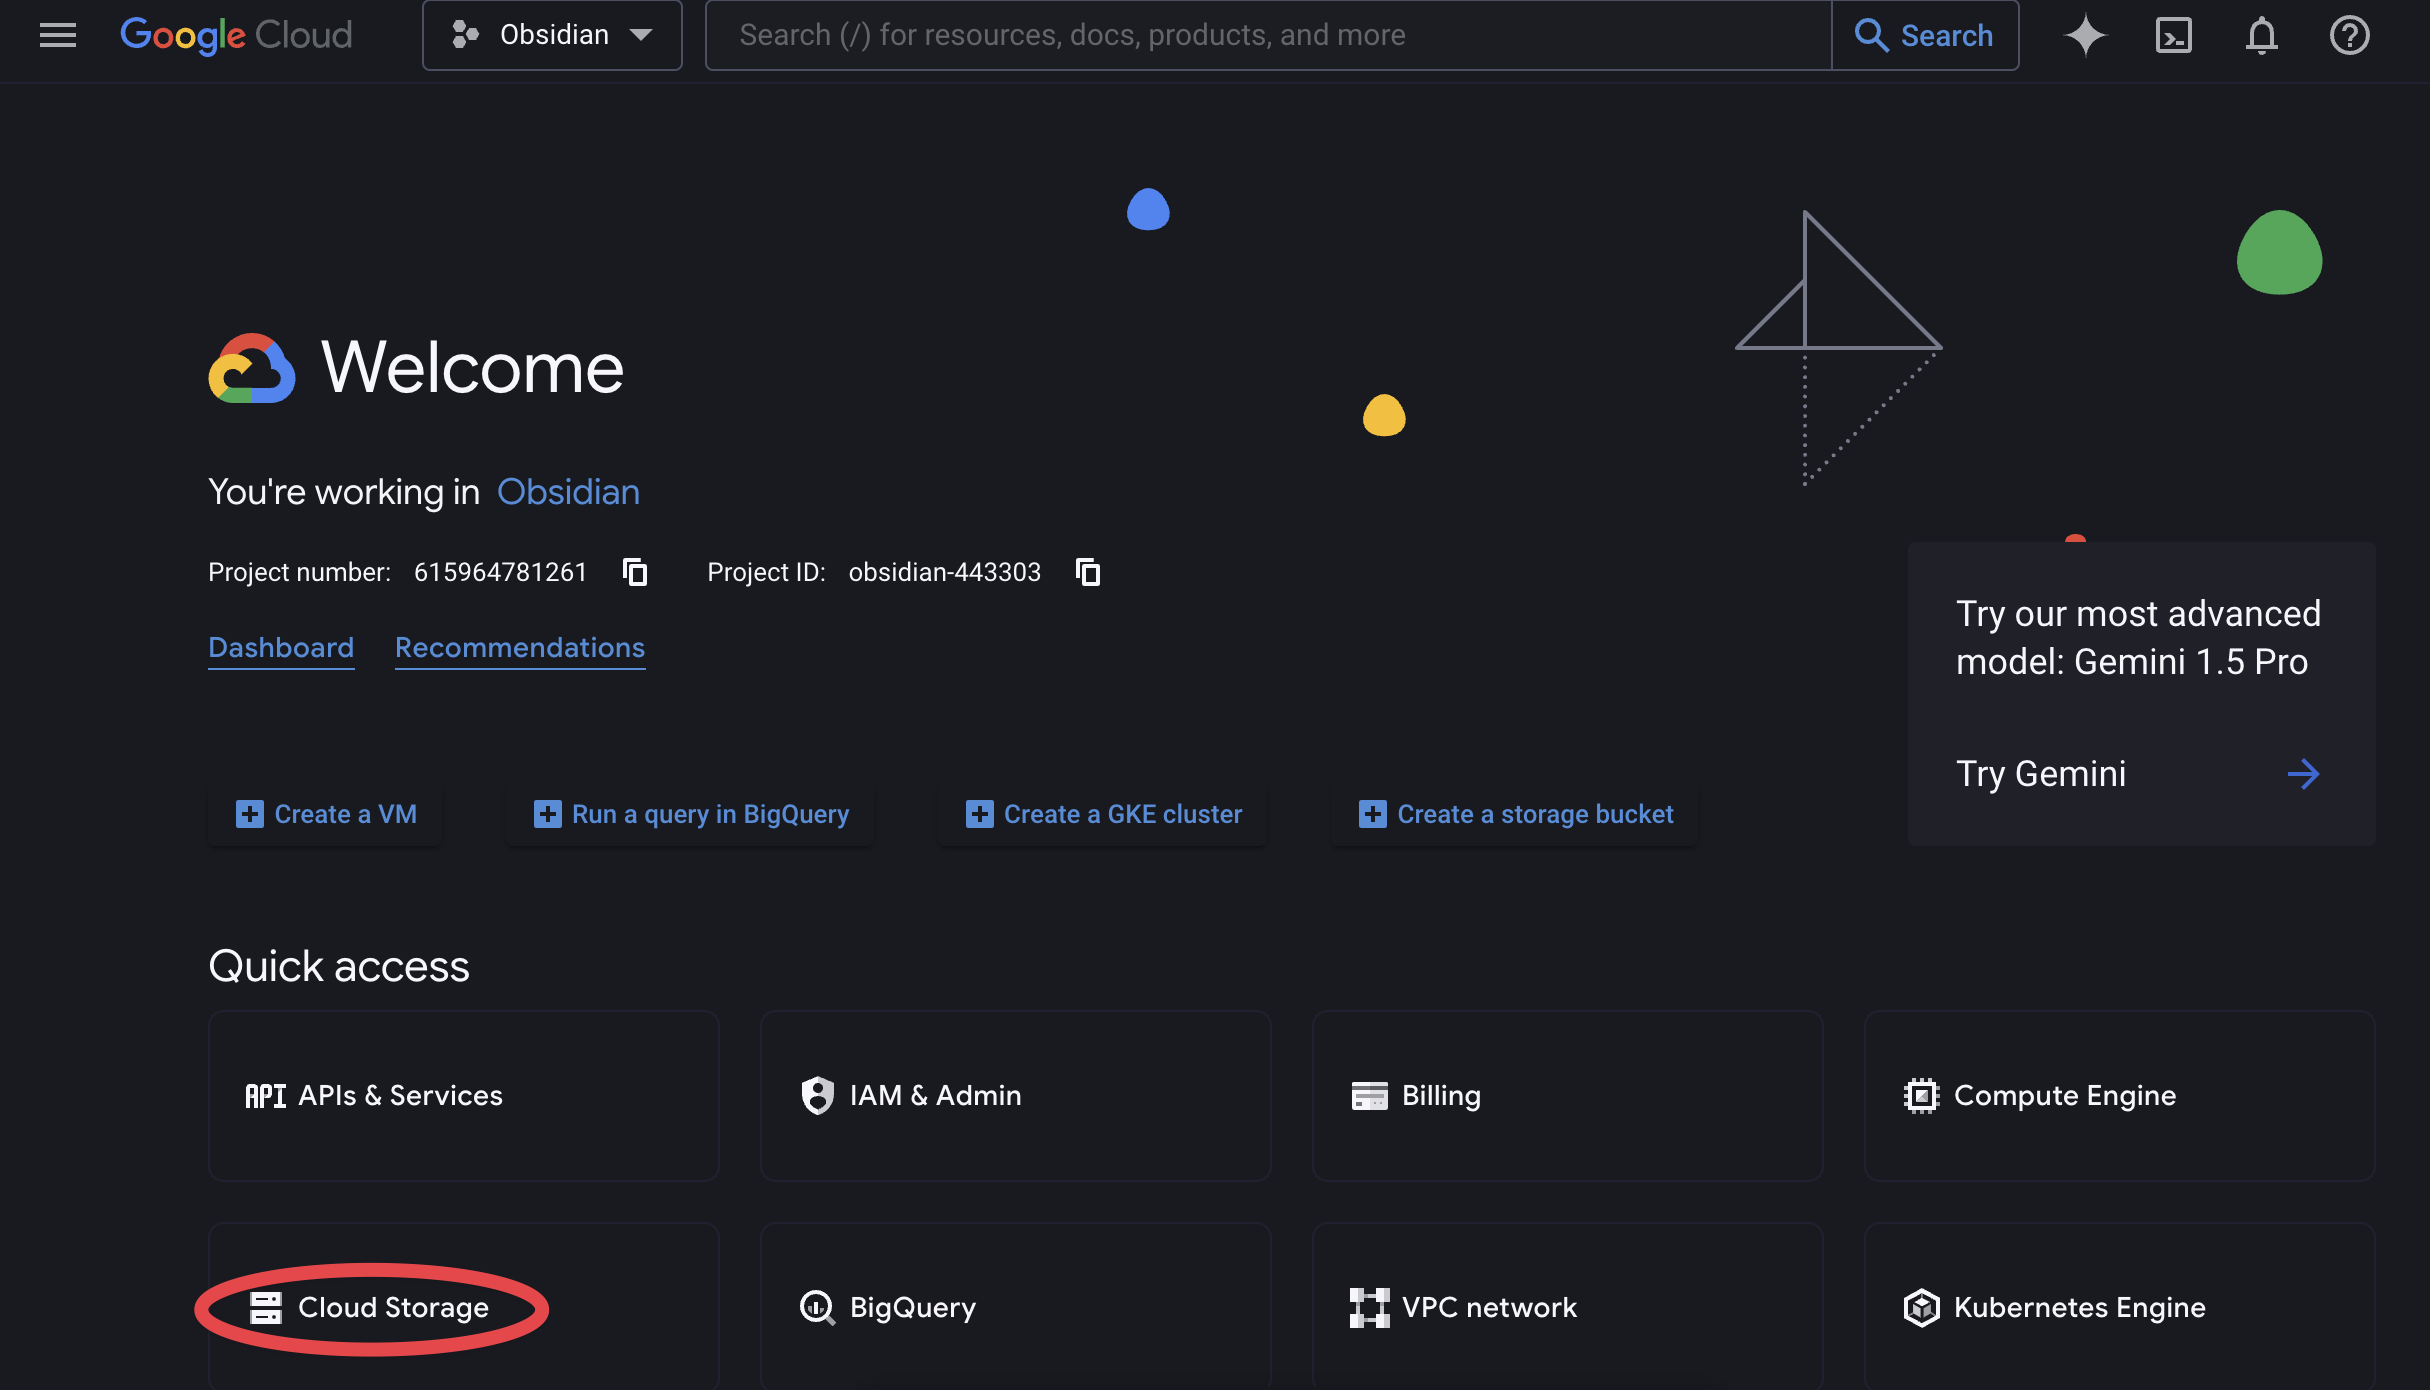 Google Cloud
Obsidian
Search (/) for resources, docs, products, and more
Search
Welcome
You're working in Obsidian
Project number: 615964781261 Project ID: obsidian-443303
Dashboard Recommendations
Try our most advanced
model: Gemini 1.5 Pro
Try Gemini
Create a VM
Run a query in BigQuery
Create a GKE cluster
Create a storage bucket
Quick access
API APIs & Services
IAM & Admin
Billing
Compute Engine
Cloud Storage
BigQuery
VPC network
Kubernetes Engine